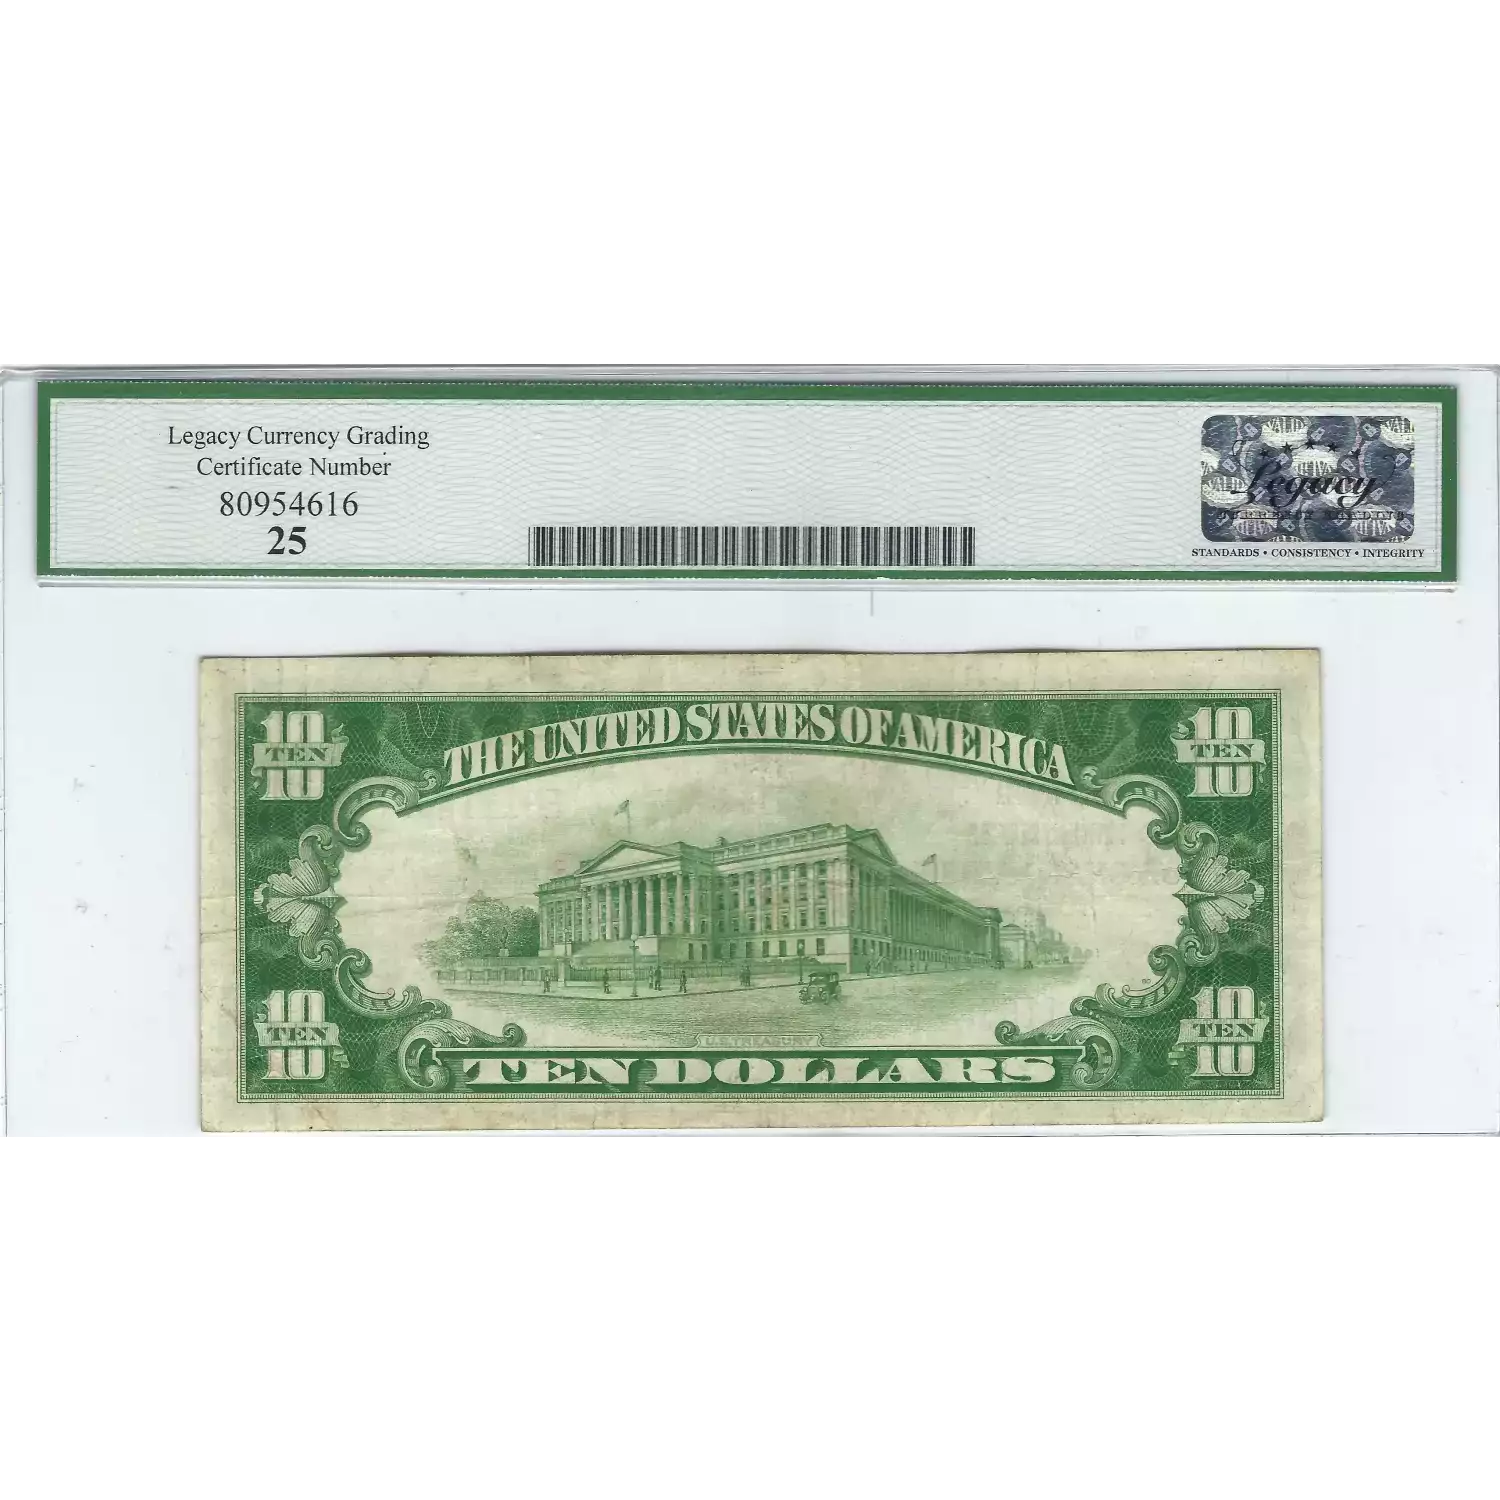 Legacy Currency Grading
Certificate Number
80954616
25
Legacy
STANDARDS • CONSISTENCY • INTEGRITY
10
TEN
THE UNITED STATES OF AMERICA
10
TEN
U.S. TREASURY
10
TEN
TEN DOLLARS
10
TEN